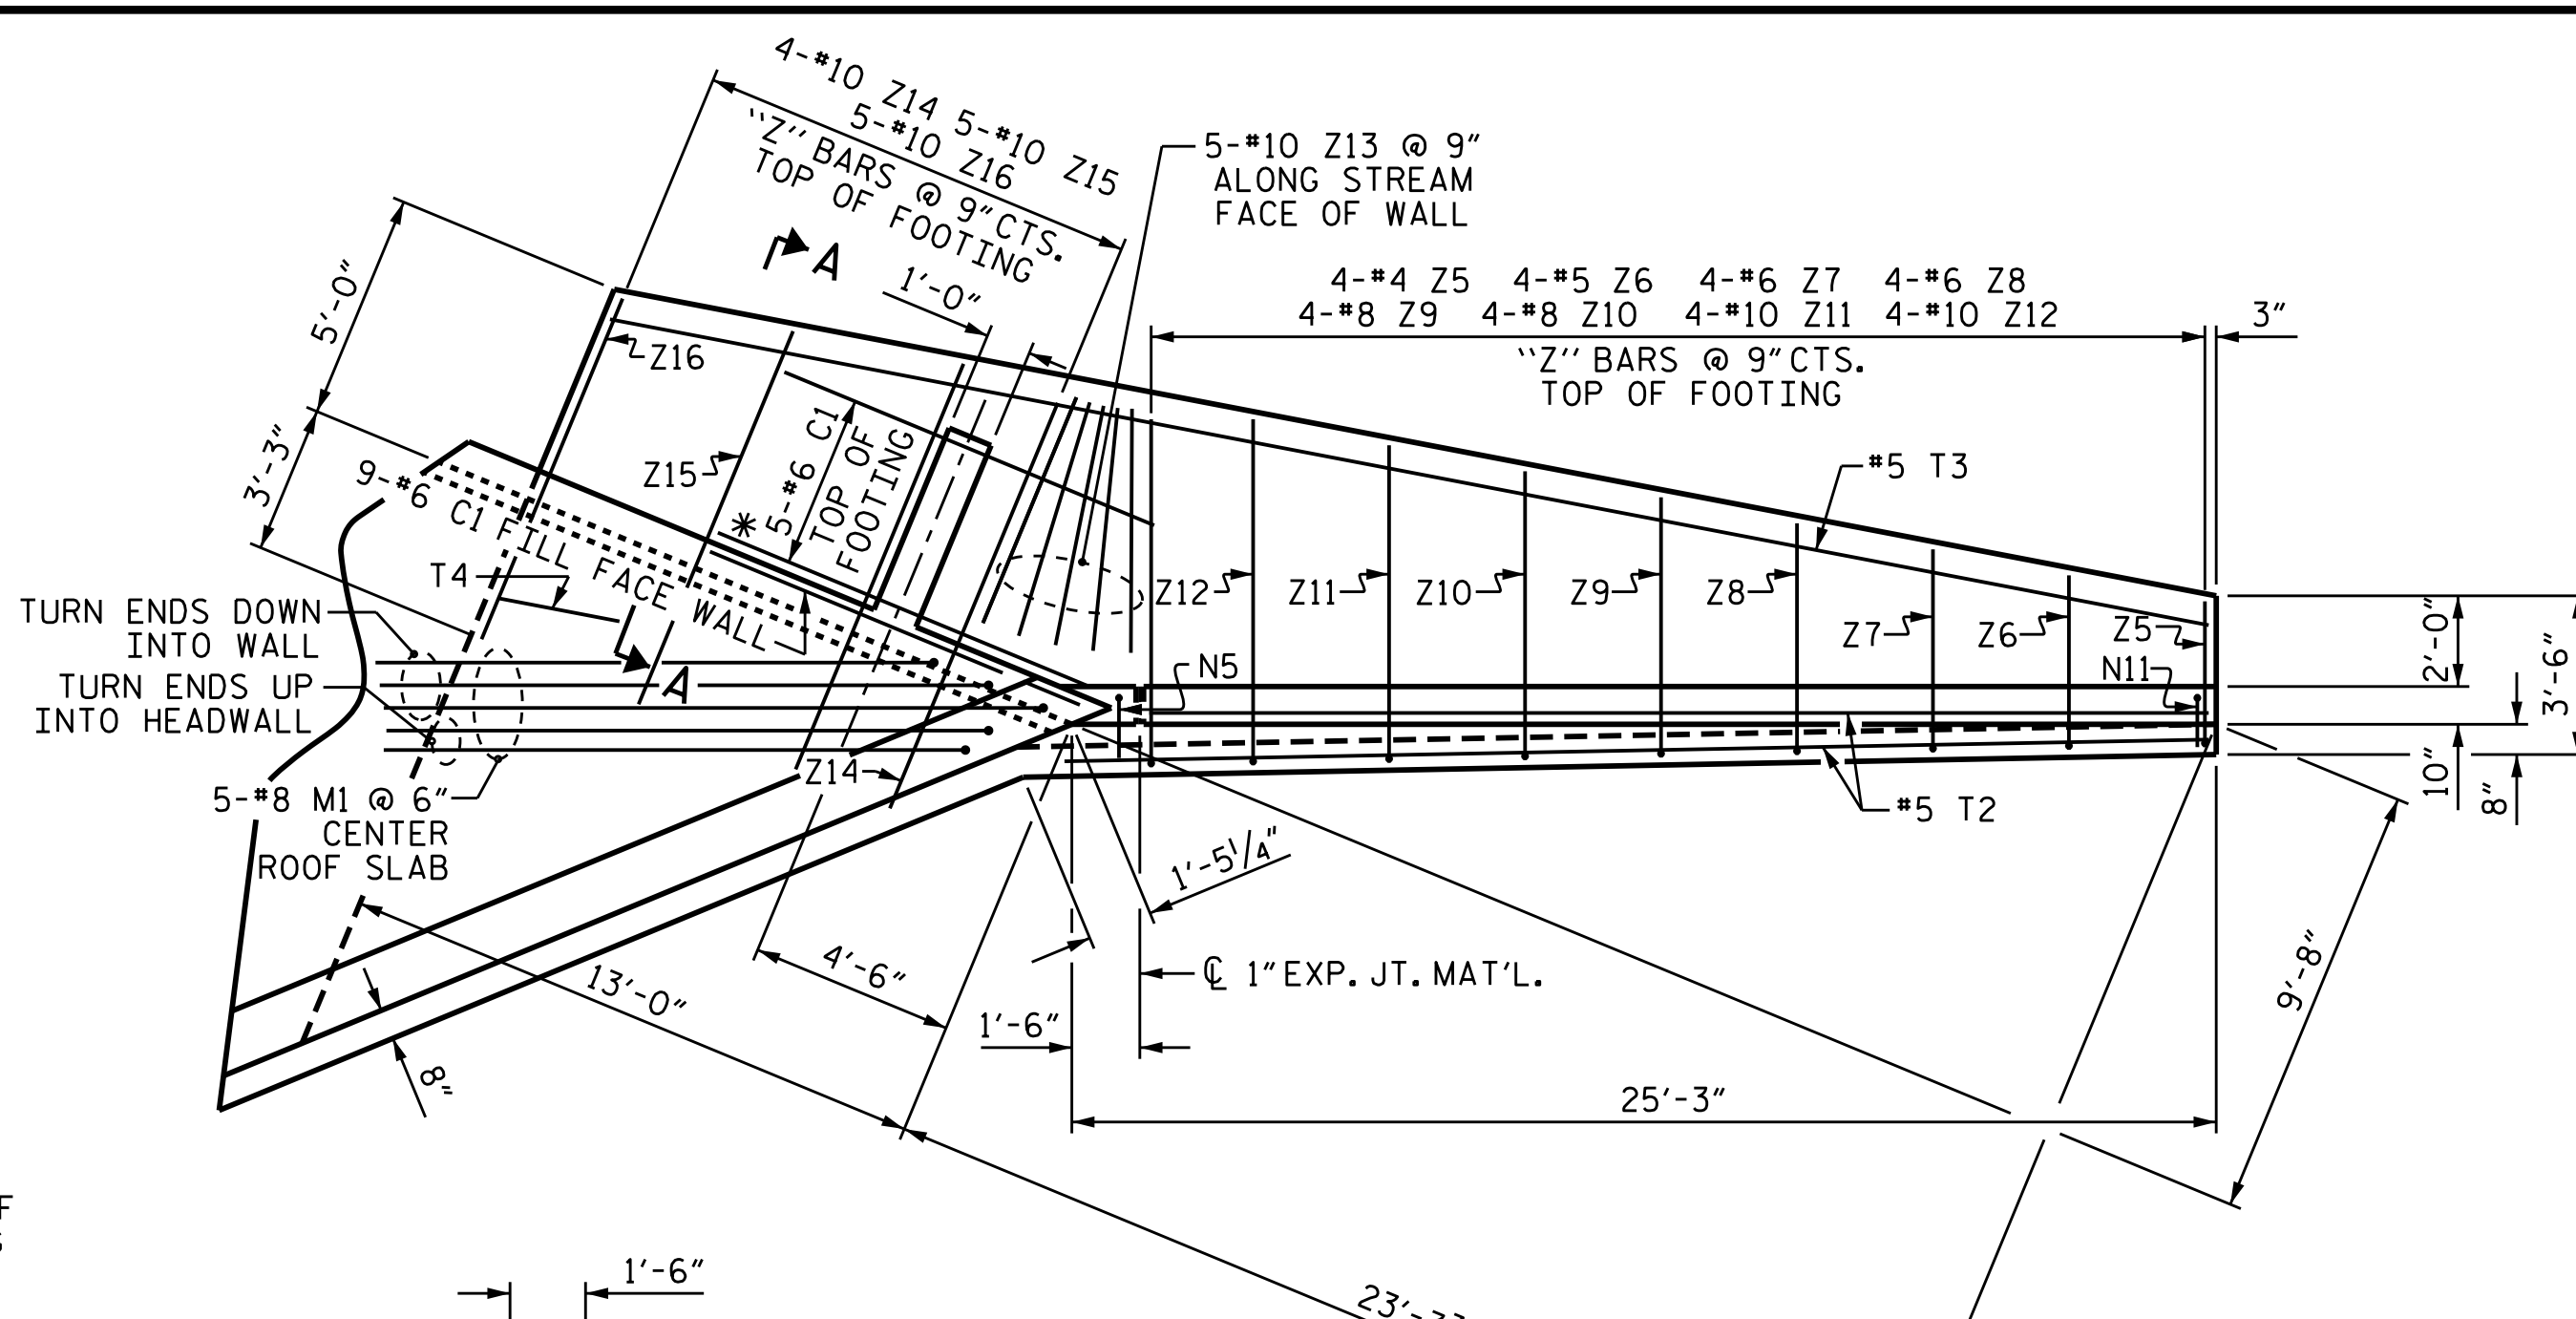 4-#10 Z14 5-#10 Z15
5-#10 Z16
"Z" BARS @ 9" CTS.
TOP OF FOOTING
5-#10 Z13 @ 9"
ALONG STREAM
FACE OF WALL
A
1'-0"
4-#4 Z5 4-#5 Z6 4-#6 Z7 4-#6 Z8
4-#8 Z9 4-#8 Z10 4-#10 Z11 4-#10 Z12
3"
"Z" BARS @ 9" CTS.
TOP OF FOOTING
5'-0"
Z16
3'-3"
Z15
* 5-#6 C1
TOP OF
FOOTING
#5 T3
9-#6 C1 FILL FACE WALL
T4
TURN ENDS DOWN
INTO WALL
TURN ENDS UP
INTO HEADWALL
A
N5
Z12
Z11
Z10
Z9
Z8
Z7
Z6
Z5
N11
2'-0"
3'-6"
10"
8"
Z14
5-#8 M1 @ 6"
CENTER
ROOF SLAB
#5 T2
1'-5 1/4"
4'-6"
13'-0"
8"
℄ 1" EXP. JT. MAT'L.
1'-6"
9'-8"
25'-3"
1'-6"